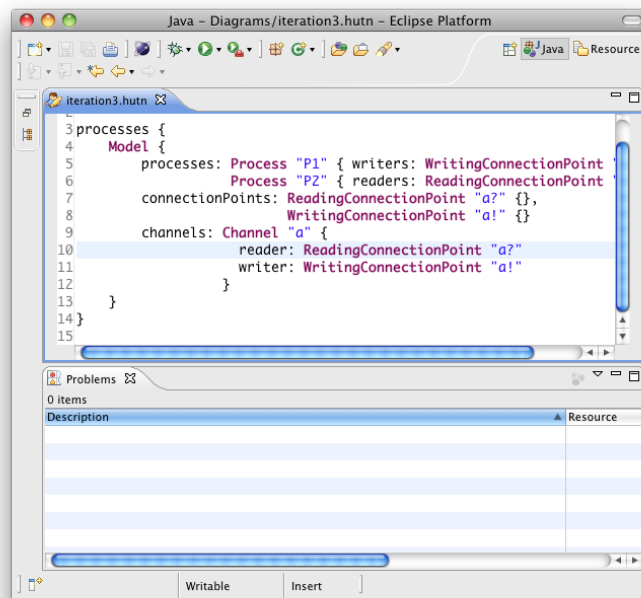 Java – Diagrams/iteration3.hutn – Eclipse Platform
Java Resource
iteration3.hutn
2
3 processes {
4 Model {
5 processes: Process "P1" { writers: WritingConnectionPoint "
6 Process "P2" { readers: ReadingConnectionPoint "
7 connectionPoints: ReadingConnectionPoint "a?" {},
8 WritingConnectionPoint "a!" {}
9 channels: Channel "a" {
10 reader: ReadingConnectionPoint "a?"
11 writer: WritingConnectionPoint "a!"
12 }
13 }
14 }
15
Problems
0 items
Description Resource
Writable Insert